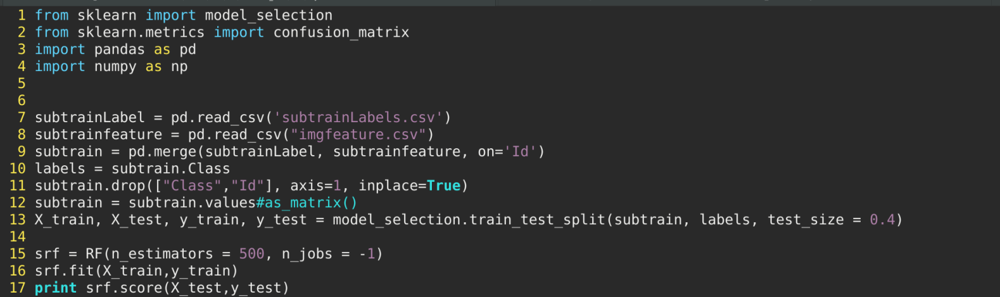 1 from sklearn import model_selection
2 from sklearn.metrics import confusion_matrix
3 import pandas as pd
4 import numpy as np
5
6
7 subtrainLabel = pd.read_csv('subtrainLabels.csv')
8 subtrainfeature = pd.read_csv("imgfeature.csv")
9 subtrain = pd.merge(subtrainLabel, subtrainfeature, on='Id')
10 labels = subtrain.Class
11 subtrain.drop(["Class","Id"], axis=1, inplace=True)
12 subtrain = subtrain.values#as_matrix()
13 X_train, X_test, y_train, y_test = model_selection.train_test_split(subtrain, labels, test_size = 0.4)
14
15 srf = RF(n_estimators = 500, n_jobs = -1)
16 srf.fit(X_train,y_train)
17 print srf.score(X_test,y_test)